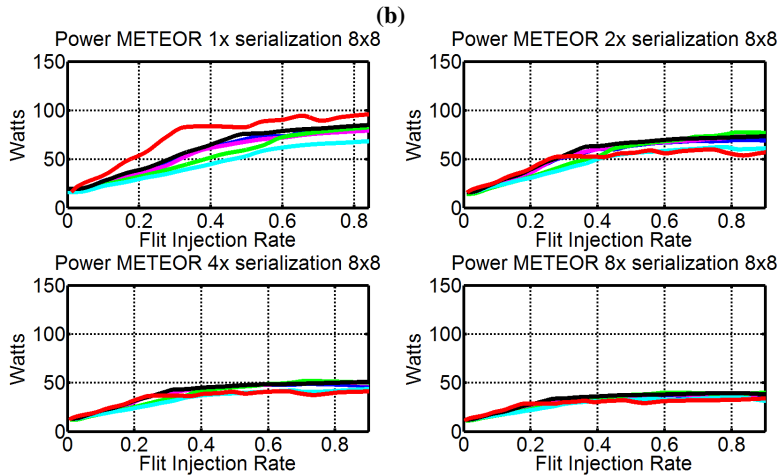 (b)
Power METEOR 1x serialization 8x8
150
100
50
0
Watts
0 0.2 0.4 0.6 0.8
Flit Injection Rate
Power METEOR 2x serialization 8x8
150
100
50
0
Watts
0 0.2 0.4 0.6 0.8
Flit Injection Rate
Power METEOR 4x serialization 8x8
150
100
50
0
Watts
0 0.2 0.4 0.6 0.8
Flit Injection Rate
Power METEOR 8x serialization 8x8
150
100
50
0
Watts
0 0.2 0.4 0.6 0.8
Flit Injection Rate